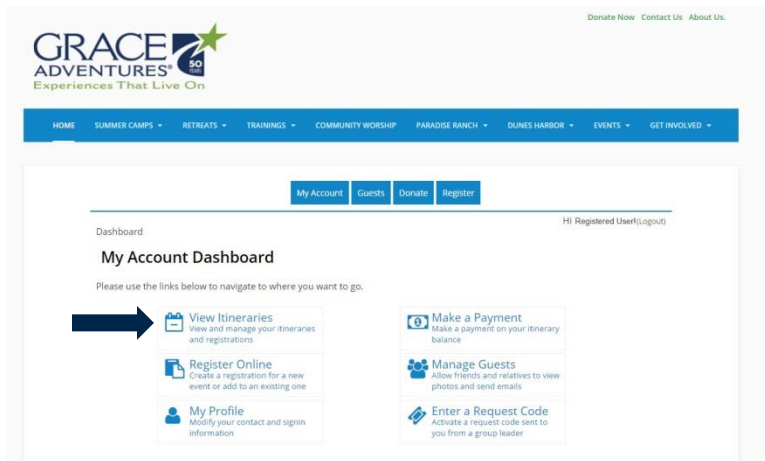 Donate Now Contact Us About Us.
GRACE
ADVENTURES®
50
YEARS
Experiences That Live On
HOME SUMMER CAMPS RETREATS TRAININGS COMMUNITY WORSHIP PARADISE RANCH DUNES HARBOR EVENTS GET INVOLVED
My Account Guests Donate Register
Hi Registered User!(Logout)
Dashboard
My Account Dashboard
Please use the links below to navigate to where you want to go.
View Itineraries
View and manage your itineraries
and registrations
Make a Payment
Make a payment on your itinerary
balance
Register Online
Create a registration for a new
event or add to an existing one
Manage Guests
Allow friends and relatives to view
photos and send emails
My Profile
Modify your contact and signin
information
Enter a Request Code
Activate a request code sent to
you from a group leader